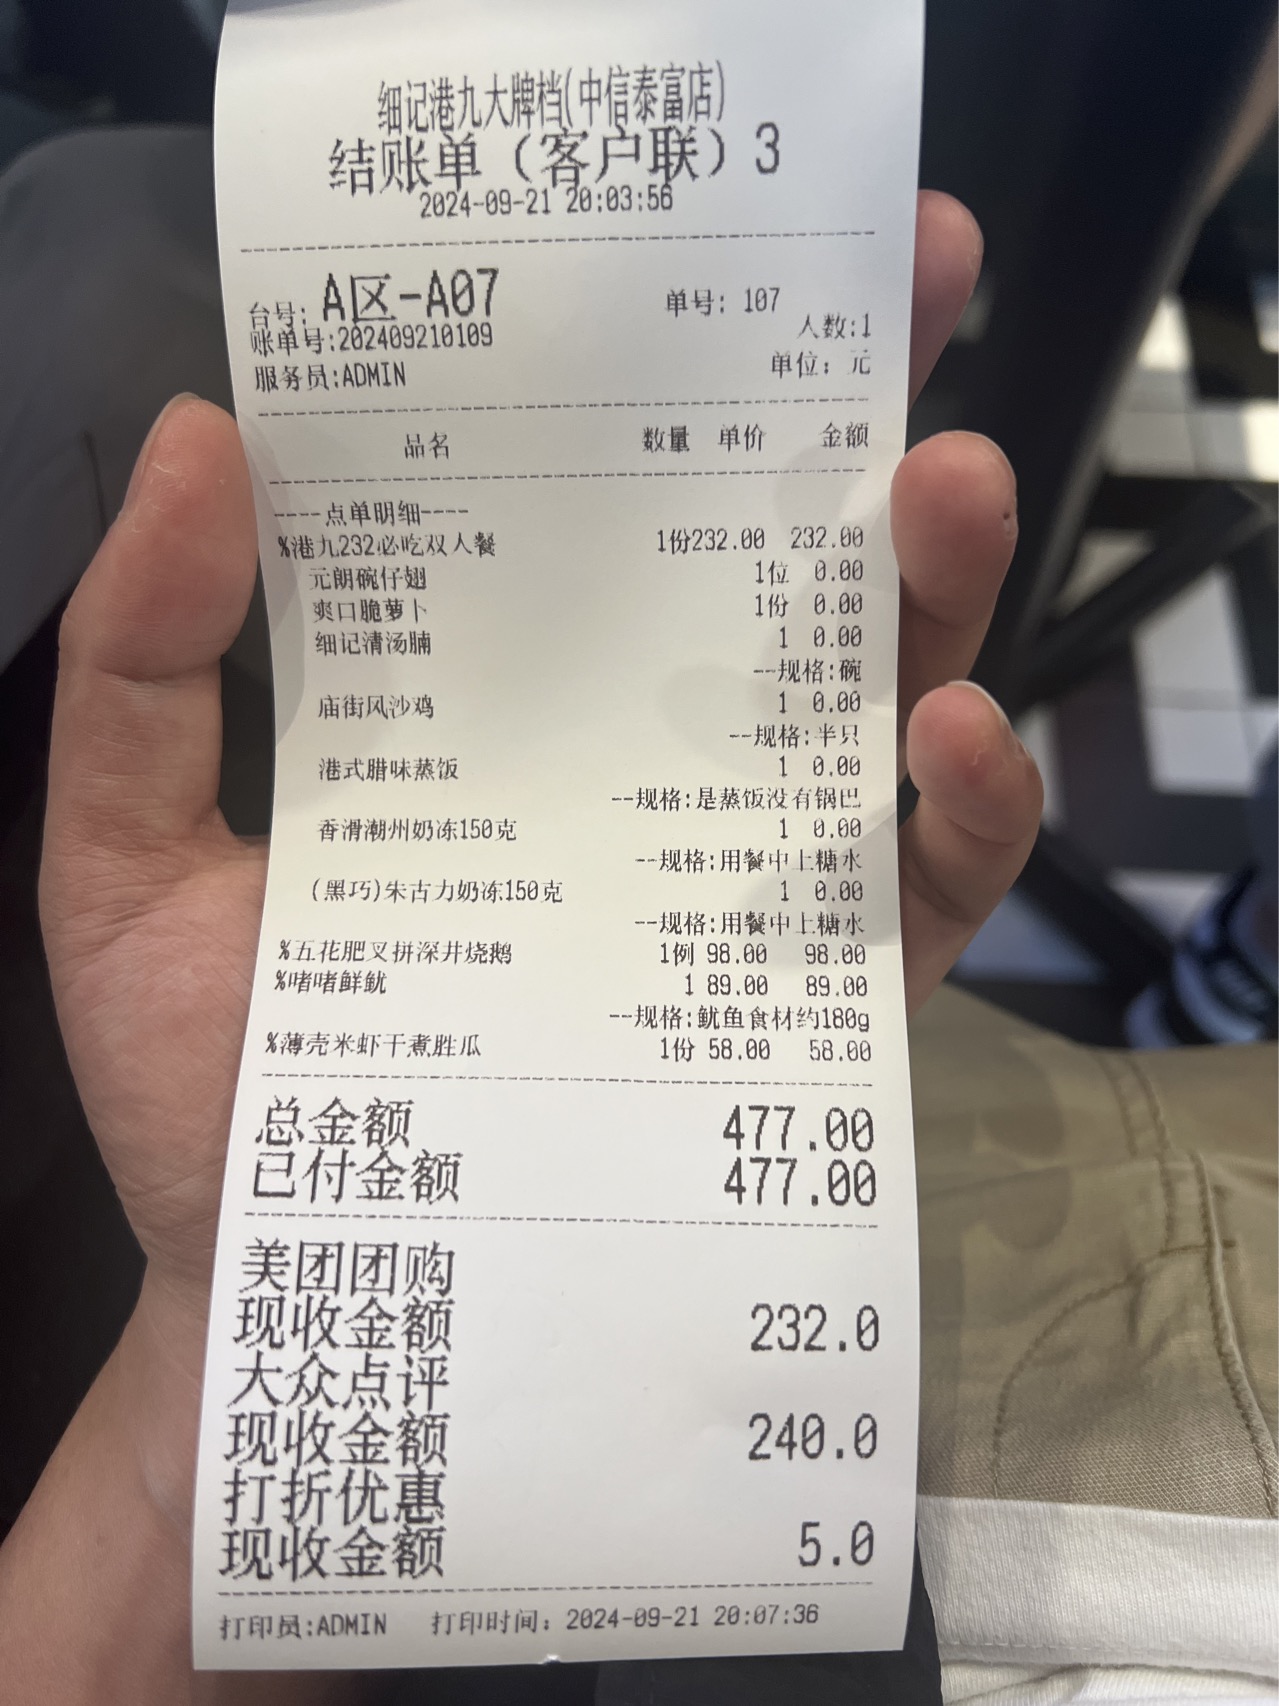 细记港九大牌档(中信泰富店)
结账单（客户联）3
2024-09-21 20:03:56
台号: A区-A07 单号: 107
账单号:202409210109 人数:1
服务员:ADMIN 单位: 元
品名 数量 单价 金额
----点单明细----
%港九232必吃双人餐 1份232.00 232.00
元朗碗仔翅 1位 0.00
爽口脆萝卜 1份 0.00
细记清汤腩 1 0.00
--规格:碗
庙街风沙鸡 1 0.00
--规格:半只
港式腊味蒸饭 1 0.00
--规格:是蒸饭没有锅巴
香滑潮州奶冻150克 1 0.00
--规格:用餐中上糖水
(黑巧)朱古力奶冻150克 1 0.00
--规格:用餐中上糖水
%五花肥叉拼深井烧鹅 1例 98.00 98.00
%啫啫鲜鱿 1 89.00 89.00
--规格:鱿鱼食材约180g
%薄壳米虾干煮胜瓜 1份 58.00 58.00
总金额 477.00
已付金额 477.00
美团团购
现收金额 232.0
大众点评
现收金额 240.0
打折优惠
现收金额 5.0
打印员:ADMIN 打印时间: 2024-09-21 20:07:36